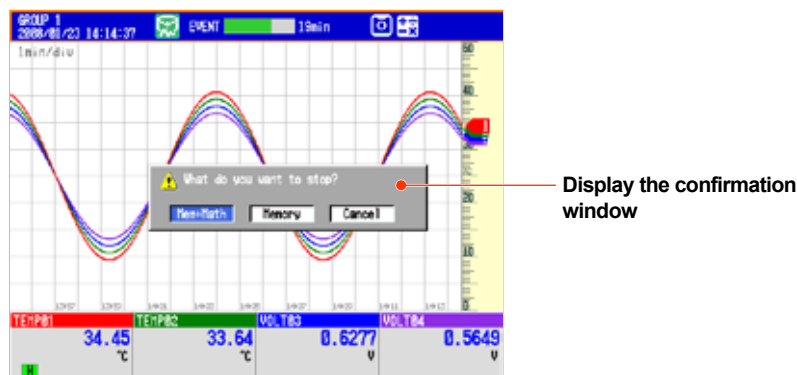 GROUP 1
2008/01/23 14:14:37
EVENT
19min
1min/div
50
40
30
20
10
0
What do you want to stop?
Mem+Math Memory Cancel
Display the confirmation
window
TEMP01 TEMP02 VOLT03 VOLT04
34.45 33.64 0.6277 0.5649
°C °C V V
H